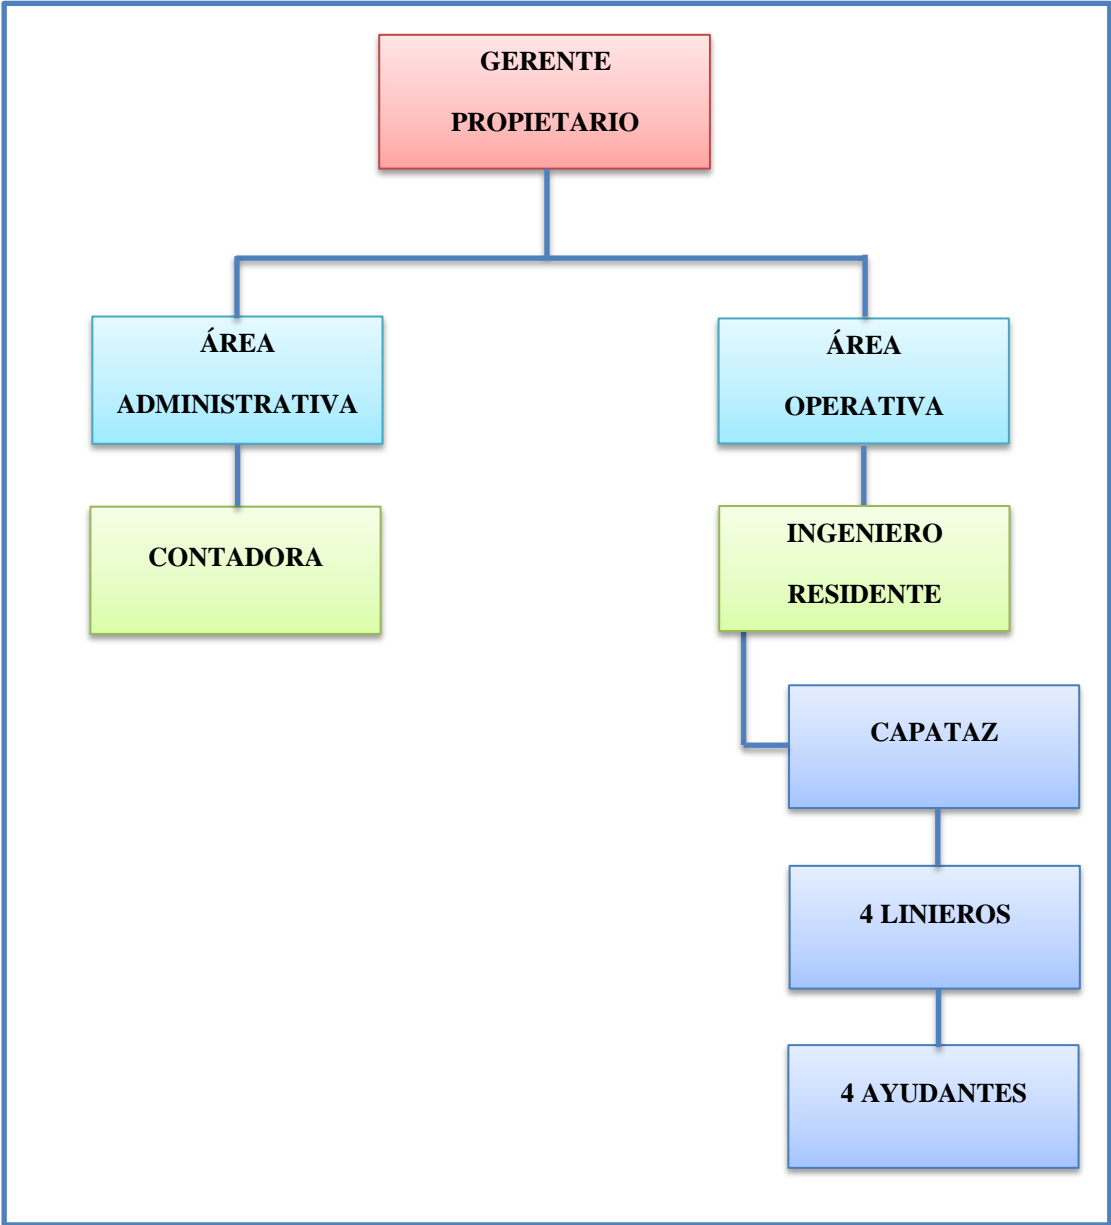 GERENTE
PROPIETARIO
ÁREA
ADMINISTRATIVA
ÁREA
OPERATIVA
CONTADORA
INGENIERO
RESIDENTE
CAPATAZ
4 LINIEROS
4 AYUDANTES